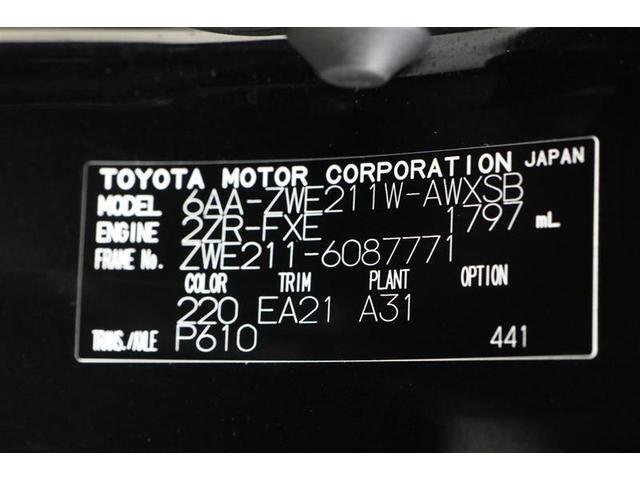 TOYOTA MOTOR CORPORATION JAPAN
MODEL 6AA-ZWE211W-AWXSB
ENGINE 2ZR-FXE 1797 mL
FRAME No. ZWE211-6087771
COLOR TRIM PLANT OPTION
220 EA21 A31
TRANS./AXLE P610 441